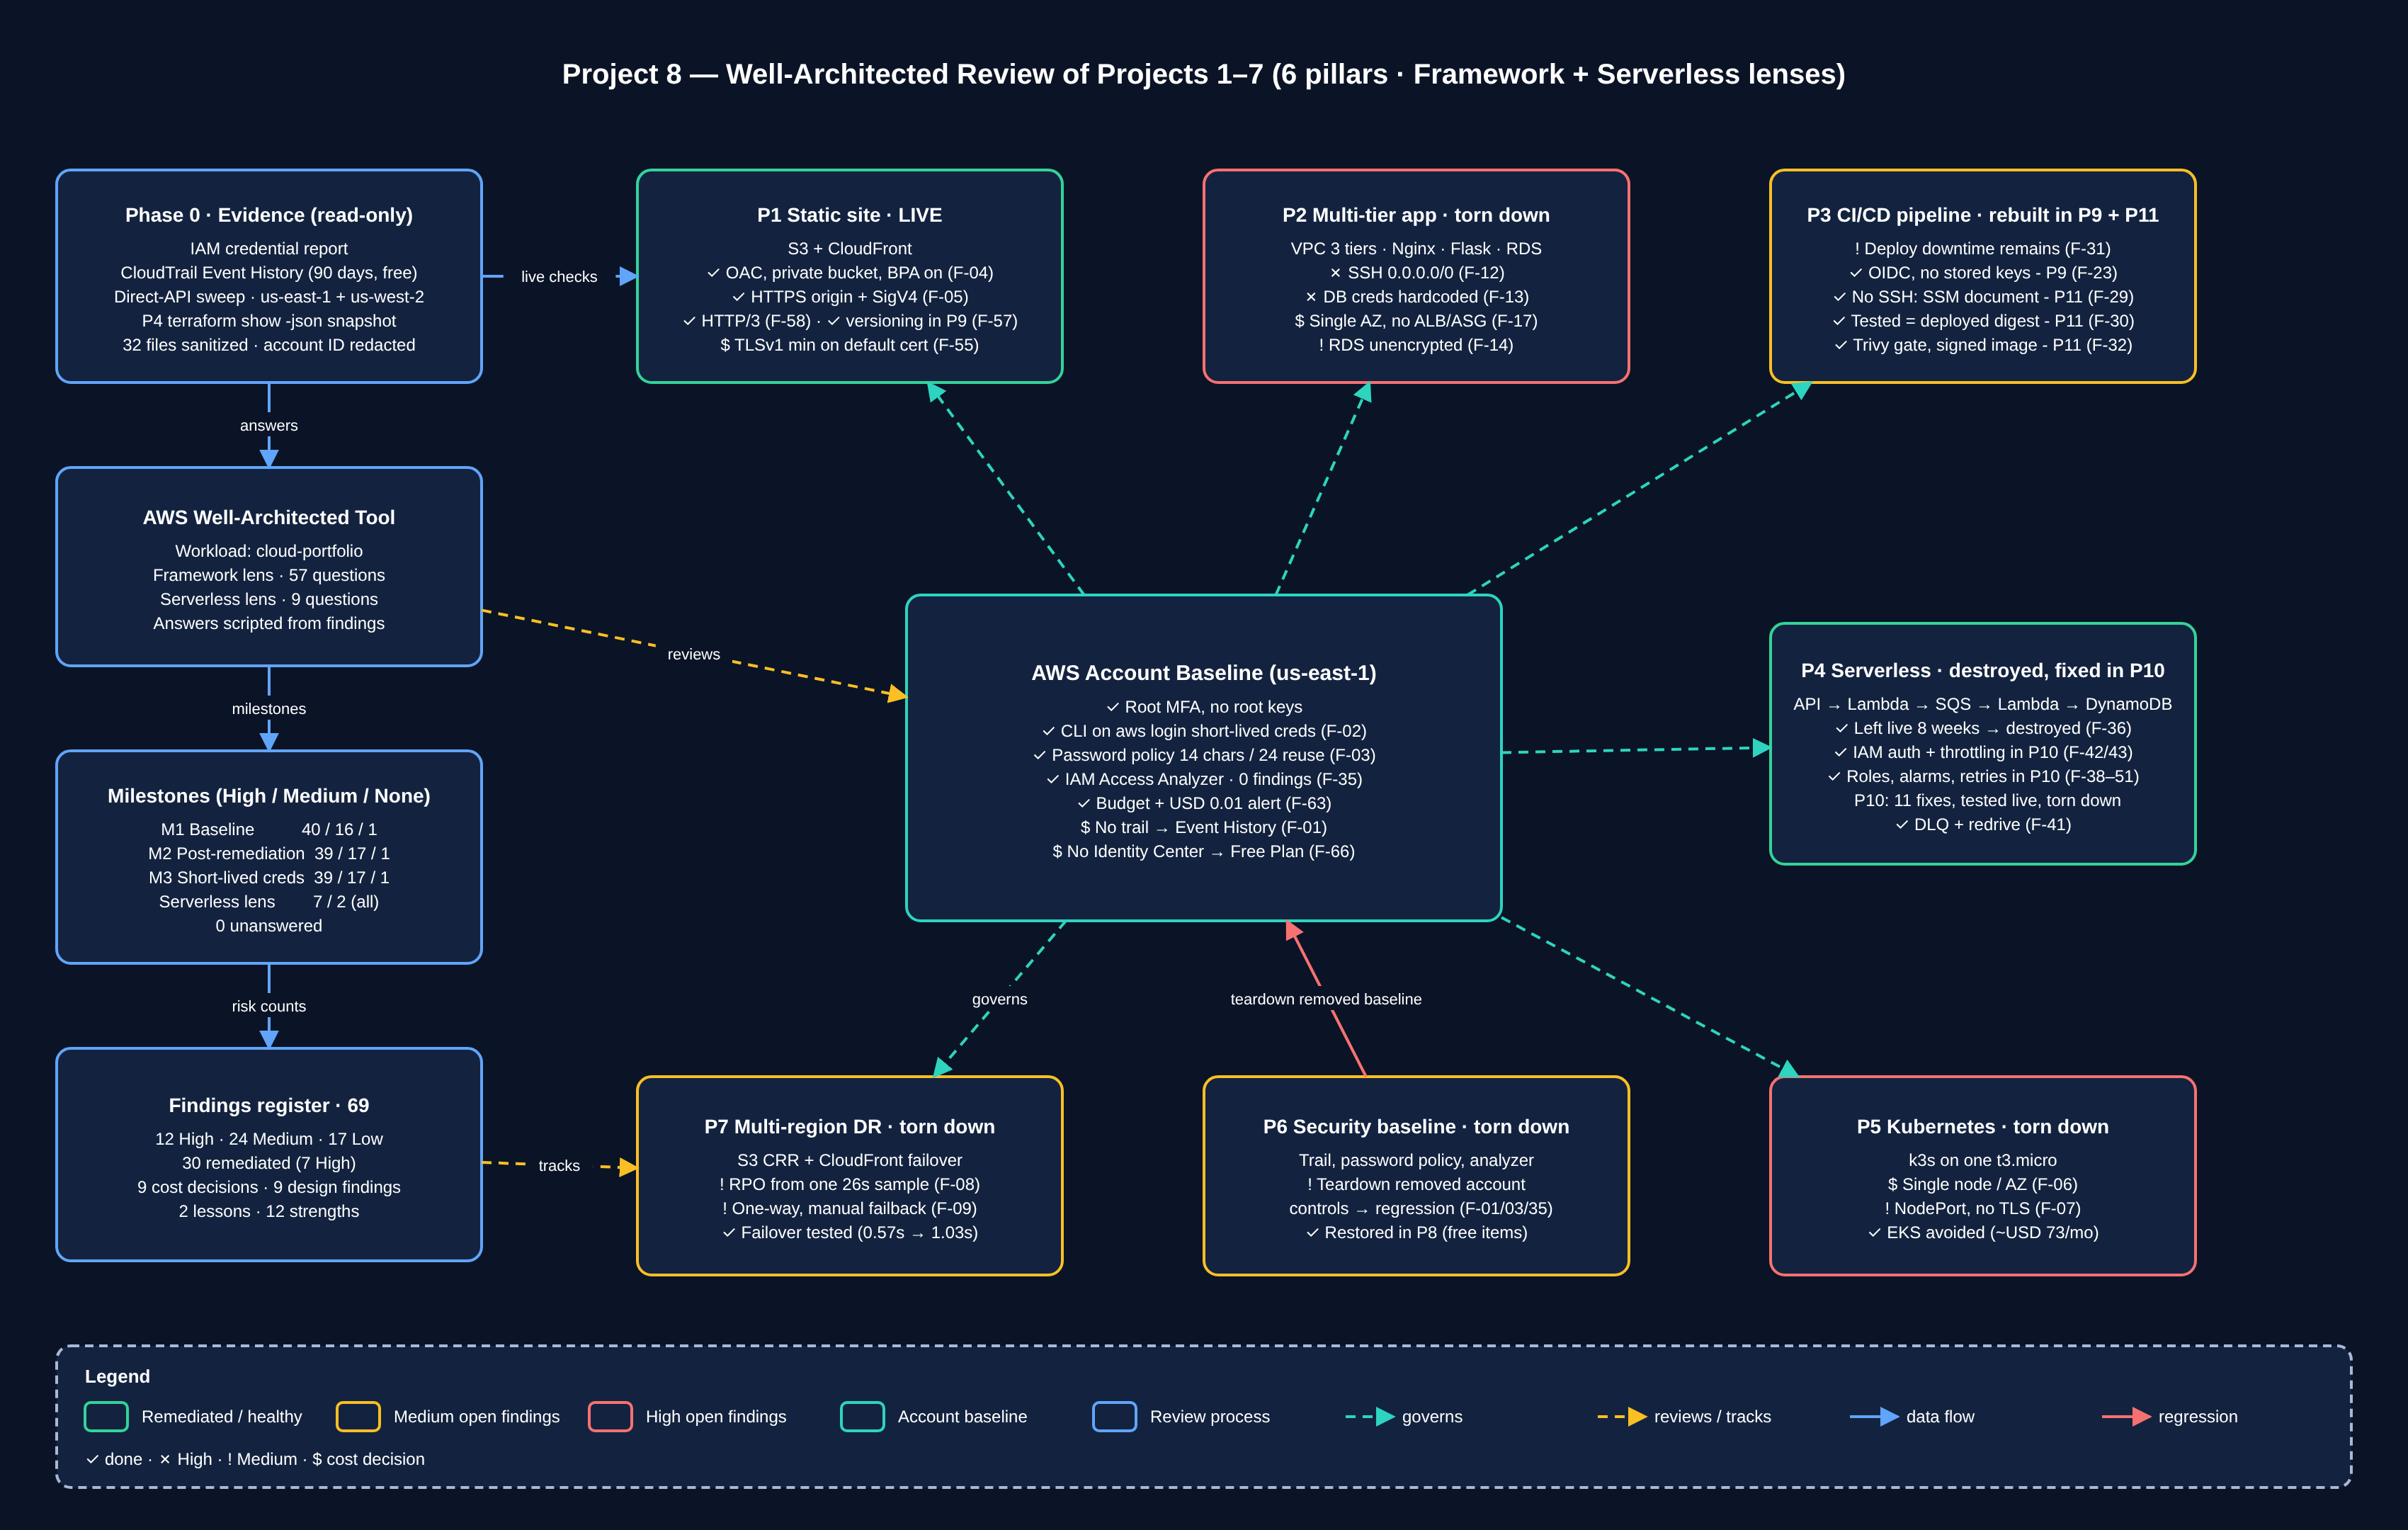 Project 8 — Well-Architected Review of Projects 1–7 (6 pillars · Framework + Serverless lenses)
Phase 0 · Evidence (read-only)
IAM credential report
CloudTrail Event History (90 days, free)
Direct-API sweep · us-east-1 + us-west-2
P4 terraform show -json snapshot
32 files sanitized · account ID redacted
live checks
P1 Static site · LIVE
S3 + CloudFront
✓ OAC, private bucket, BPA on (F-04)
✓ HTTPS origin + SigV4 (F-05)
✓ HTTP/3 (F-58) · ✓ versioning in P9 (F-57)
$ TLSv1 min on default cert (F-55)
P2 Multi-tier app · torn down
VPC 3 tiers · Nginx · Flask · RDS
✕ SSH 0.0.0.0/0 (F-12)
✕ DB creds hardcoded (F-13)
$ Single AZ, no ALB/ASG (F-17)
! RDS unencrypted (F-14)
P3 CI/CD pipeline · rebuilt in P9 + P11
! Deploy downtime remains (F-31)
✓ OIDC, no stored keys - P9 (F-23)
✓ No SSH: SSM document - P11 (F-29)
✓ Tested = deployed digest - P11 (F-30)
✓ Trivy gate, signed image - P11 (F-32)
answers
AWS Well-Architected Tool
Workload: cloud-portfolio
Framework lens · 57 questions
Serverless lens · 9 questions
Answers scripted from findings
reviews
AWS Account Baseline (us-east-1)
✓ Root MFA, no root keys
✓ CLI on aws login short-lived creds (F-02)
✓ Password policy 14 chars / 24 reuse (F-03)
✓ IAM Access Analyzer · 0 findings (F-35)
✓ Budget + USD 0.01 alert (F-63)
$ No trail → Event History (F-01)
$ No Identity Center → Free Plan (F-66)
P4 Serverless · destroyed, fixed in P10
API → Lambda → SQS → Lambda → DynamoDB
✓ Left live 8 weeks → destroyed (F-36)
✓ IAM auth + throttling in P10 (F-42/43)
✓ Roles, alarms, retries in P10 (F-38–51)
P10: 11 fixes, tested live, torn down
✓ DLQ + redrive (F-41)
milestones
Milestones (High / Medium / None)
M1 Baseline 40 / 16 / 1
M2 Post-remediation 39 / 17 / 1
M3 Short-lived creds 39 / 17 / 1
Serverless lens 7 / 2 (all)
0 unanswered
risk counts
governs
teardown removed baseline
Findings register · 69
12 High · 24 Medium · 17 Low
30 remediated (7 High)
9 cost decisions · 9 design findings
2 lessons · 12 strengths
tracks
P7 Multi-region DR · torn down
S3 CRR + CloudFront failover
! RPO from one 26s sample (F-08)
! One-way, manual failback (F-09)
✓ Failover tested (0.57s → 1.03s)
P6 Security baseline · torn down
Trail, password policy, analyzer
! Teardown removed account
controls → regression (F-01/03/35)
✓ Restored in P8 (free items)
P5 Kubernetes · torn down
k3s on one t3.micro
$ Single node / AZ (F-06)
! NodePort, no TLS (F-07)
✓ EKS avoided (~USD 73/mo)
Legend
Remediated / healthy
Medium open findings
High open findings
Account baseline
Review process
governs
reviews / tracks
data flow
regression
✓ done · ✕ High · ! Medium · $ cost decision